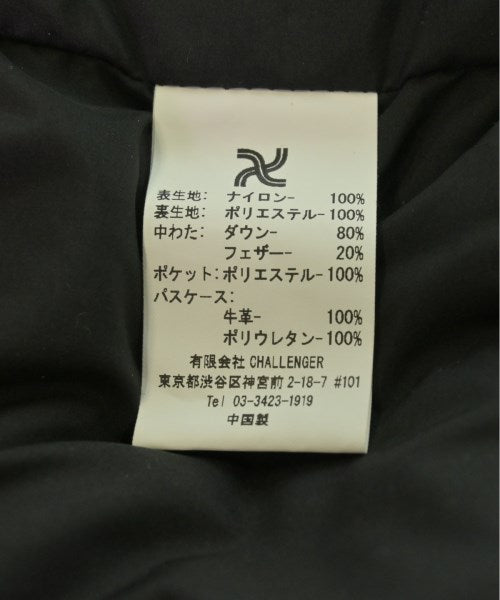 表生地: ナイロン- 100%
裏生地: ポリエステル- 100%
中わた: ダウン- 80%
フェザー- 20%
ポケット: ポリエステル- 100%
パスケース:
牛革- 100%
ポリウレタン- 100%
有限会社 CHALLENGER
東京都渋谷区神宮前 2-18-7 #101
Tel 03-3423-1919
中国製